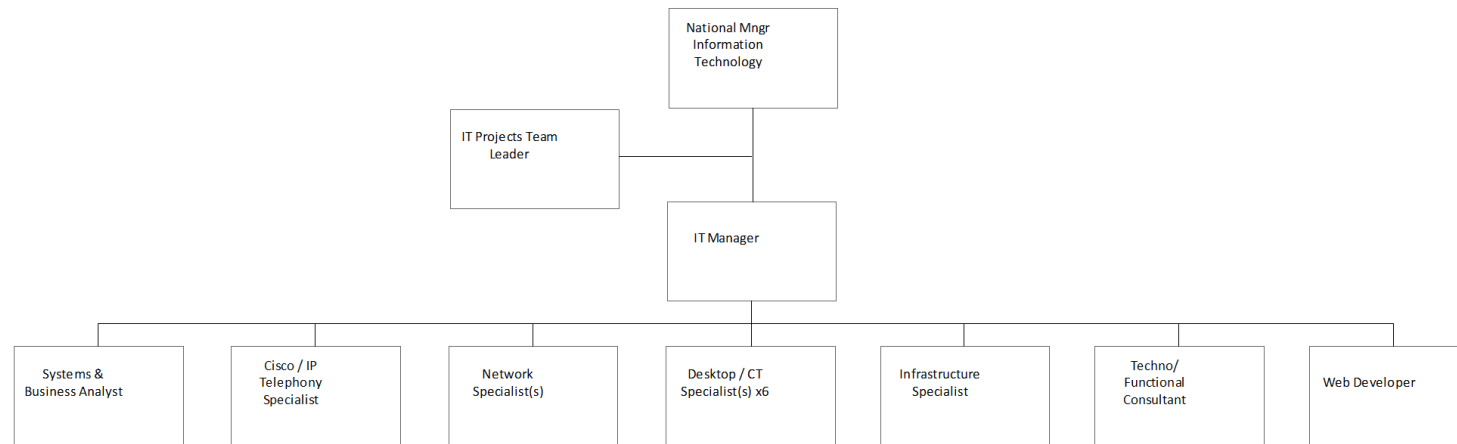 National Mngr
Information
Technology
IT Projects Team
Leader
IT Manager
Systems &
Business Analyst
Cisco / IP
Telephony
Specialist
Network
Specialist(s)
Desktop / CT
Specialist(s) x6
Infrastructure
Specialist
Techno/
Functional
Consultant
Web Developer